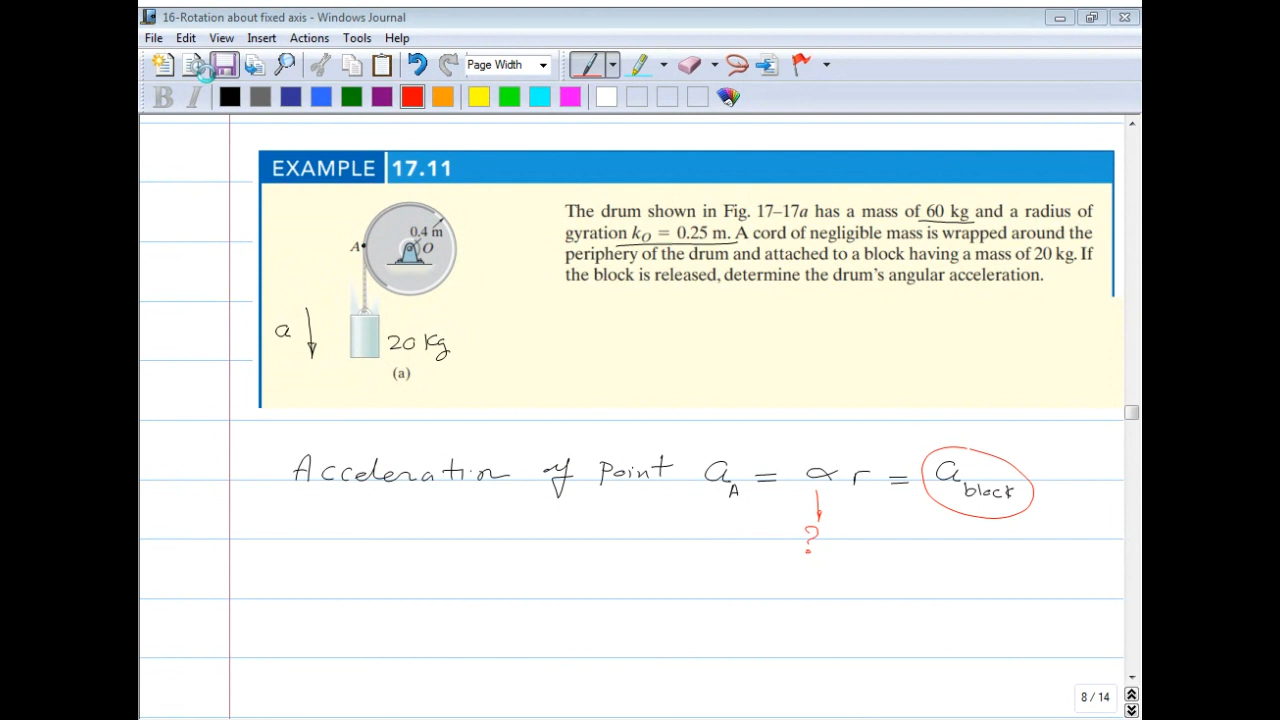 16-Rotation about fixed axis - Windows Journal
File Edit View Insert Actions Tools Help
Page Width
B I
EXAMPLE 17.11
0.4 m
A
O
a
20 Kg
(a)
The drum shown in Fig. 17–17a has a mass of 60 kg and a radius of
gyration kO = 0.25 m. A cord of negligible mass is wrapped around the
periphery of the drum and attached to a block having a mass of 20 kg. If
the block is released, determine the drum's angular acceleration.
Acceleration of Point aA = α r = ablock
?
8 / 14